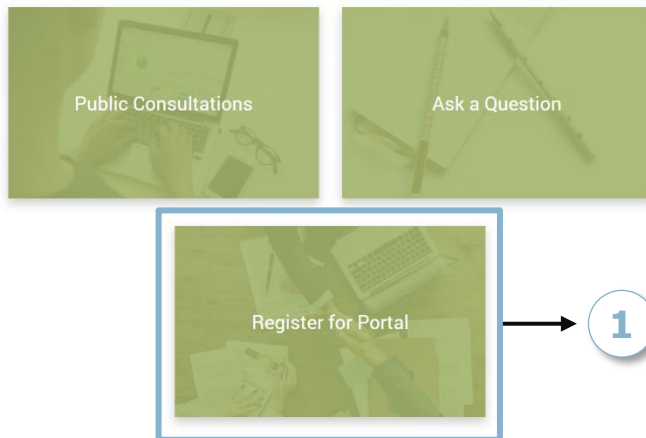 Public Consultations
Ask a Question
Register for Portal
1